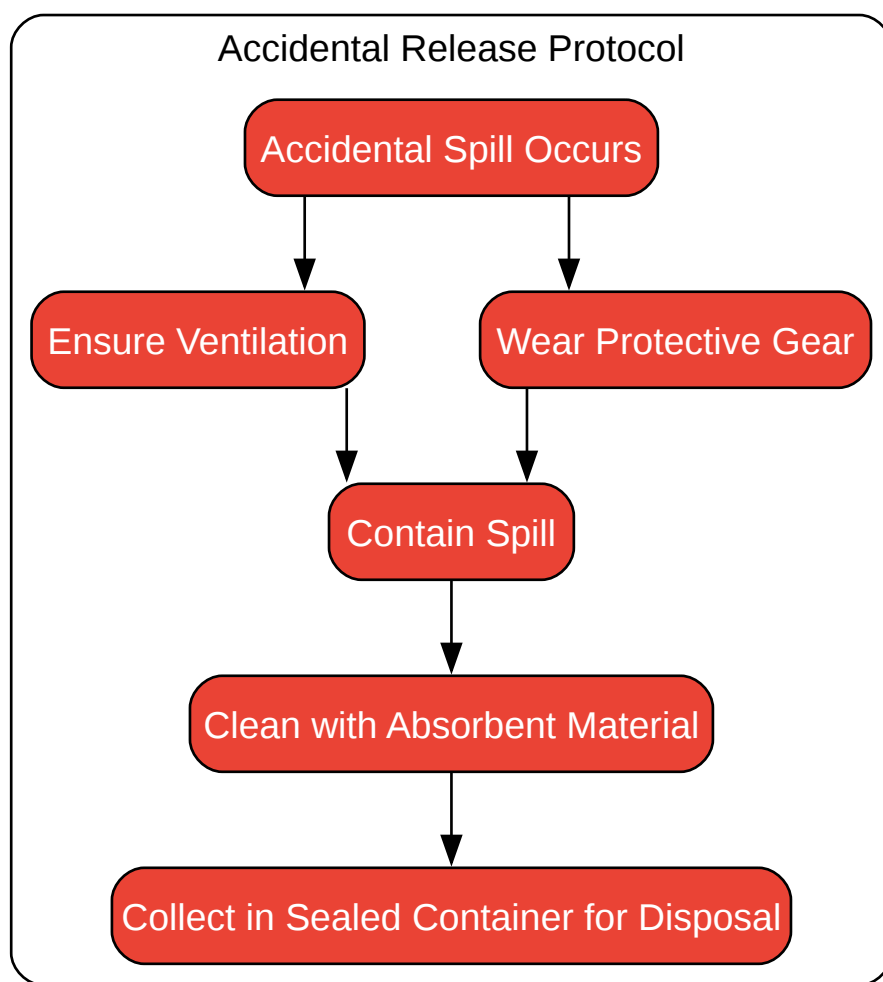 Accidental Release Protocol
Accidental Spill Occurs
Ensure Ventilation
Wear Protective Gear
Contain Spill
Clean with Absorbent Material
Collect in Sealed Container for Disposal